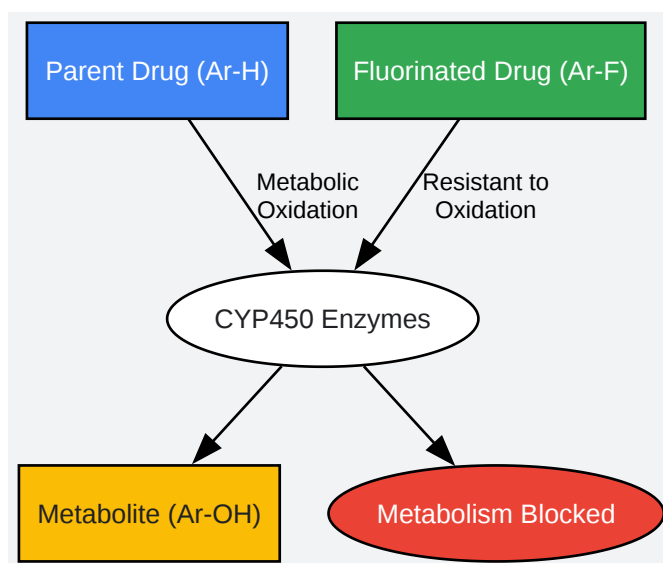 Parent Drug (Ar-H)
Fluorinated Drug (Ar-F)
Metabolic
Oxidation
Resistant to
Oxidation
CYP450 Enzymes
Metabolite (Ar-OH)
Metabolism Blocked